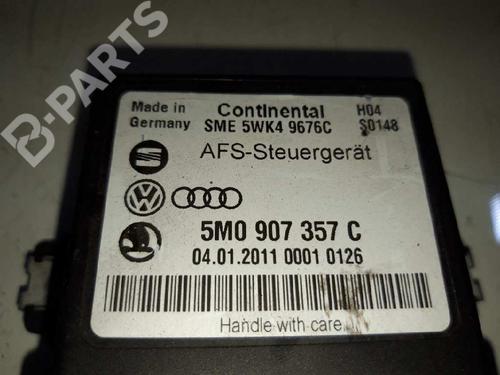 B-PARTS
Made in
Germany
Continental
SME 5WK4 9676C
H04
S0148
AFS-Steuergerät
5M0 907 357 C
04.01.2011 0001 0126
Handle with care